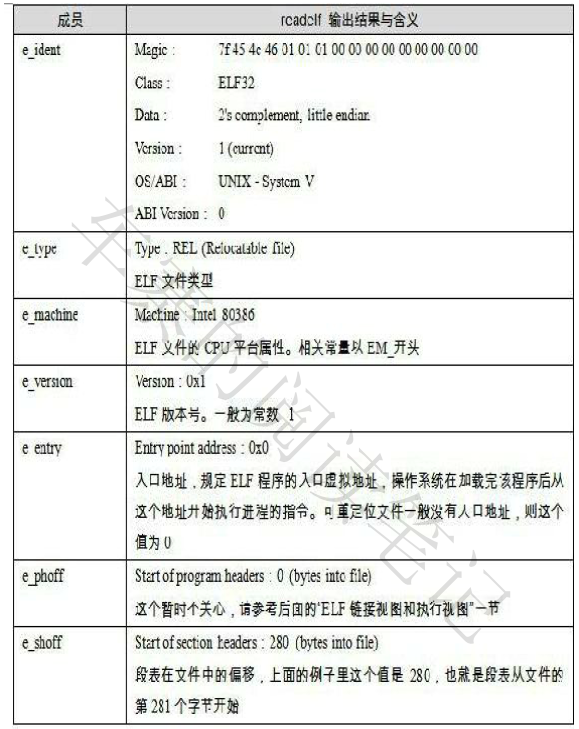 成员 readelf 输出结果与含义
e_ident Magic : 7f 45 4c 46 01 01 01 00 00 00 00 00 00 00 00 00
Class : ELF32
Data : 2's complement, little endian
Version : 1 (current)
OS/ABI : UNIX - System V
ABI Version : 0
e_type Type : REL (Relocatable file)
ELF 文件类型
e_machine Machine : Intel 80386
ELF 文件的 CPU 平台属性。相关常量以 EM_开头
e_version Version : 0x1
ELF 版本号。一般为常数 1
e_entry Entry point address : 0x0
入口地址，规定 ELF 程序的入口虚拟地址，操作系统在加载完该程序后从
这个地址开始执行进程的指令。可重定位文件一般没有入口地址，则这个
值为 0
e_phoff Start of program headers : 0 (bytes into file)
这个暂时不关心，请参考后面的“ELF 链接视图和执行视图”一节
e_shoff Start of section headers : 280 (bytes into file)
段表在文件中的偏移，上面的例子里这个值是 280，也就是段表从文件的
第 281 个字节开始
车寨的阅读笔记